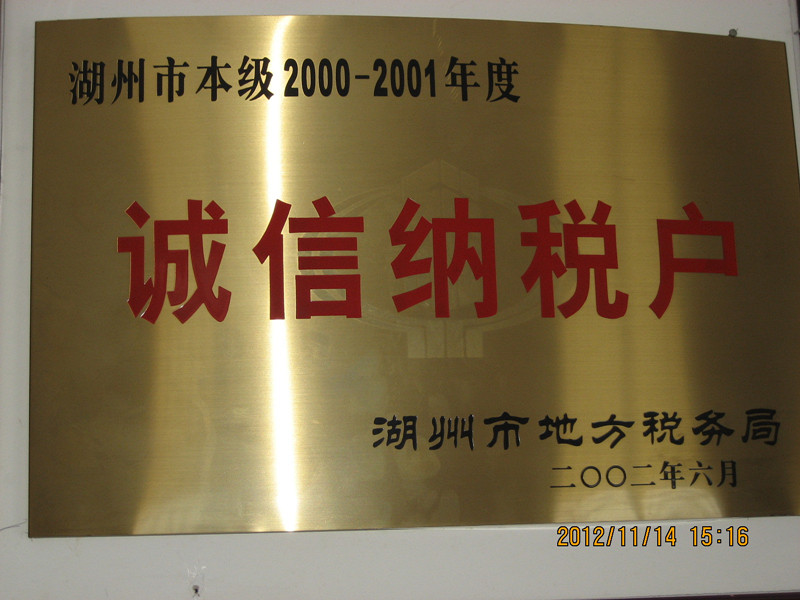 湖州市本级2000-2001年度
诚信纳税户
湖州市地方税务局
二〇〇二年六月
2012/11/14 15:16